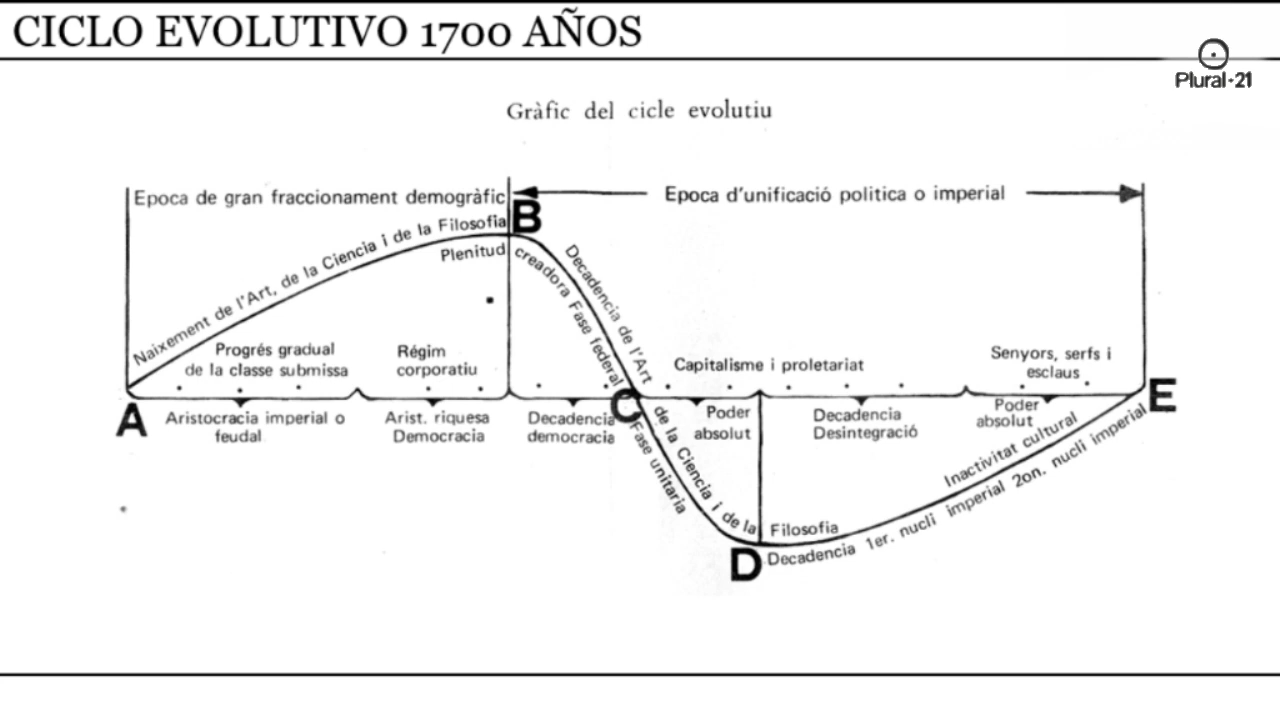 CICLO EVOLUTIVO 1700 AÑOS
Plural-21
Gràfic del cicle evolutiu
Epoca de gran fraccionament demogràfic
Epoca d'unificació politica o imperial
B
Naixement de l'Art, de la Ciencia i de la Filosofia
Plenitud creadora Fase federal Fase unitaria
Decadencia de l'Art de la Ciencia i de la Filosofia
Progrés gradual
de la classe submissa
Régim
corporatiu
Capitalisme i proletariat
Senyors, serfs i
esclaus
A
Aristocracia imperial o
feudal
Arist. riquesa
Democracia
Decadencia
democracia
C
Poder
absolut
Decadencia
Desintegració
Poder
absolut
E
Inactivitat cultural
D
Decadencia 1er. nucli imperial 2on. nucli imperial